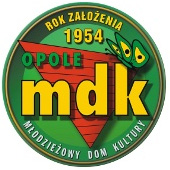 ROK ZAŁOŻENIA
1954
OPOLE
mdk
MŁODZIEŻOWY DOM KULTURY